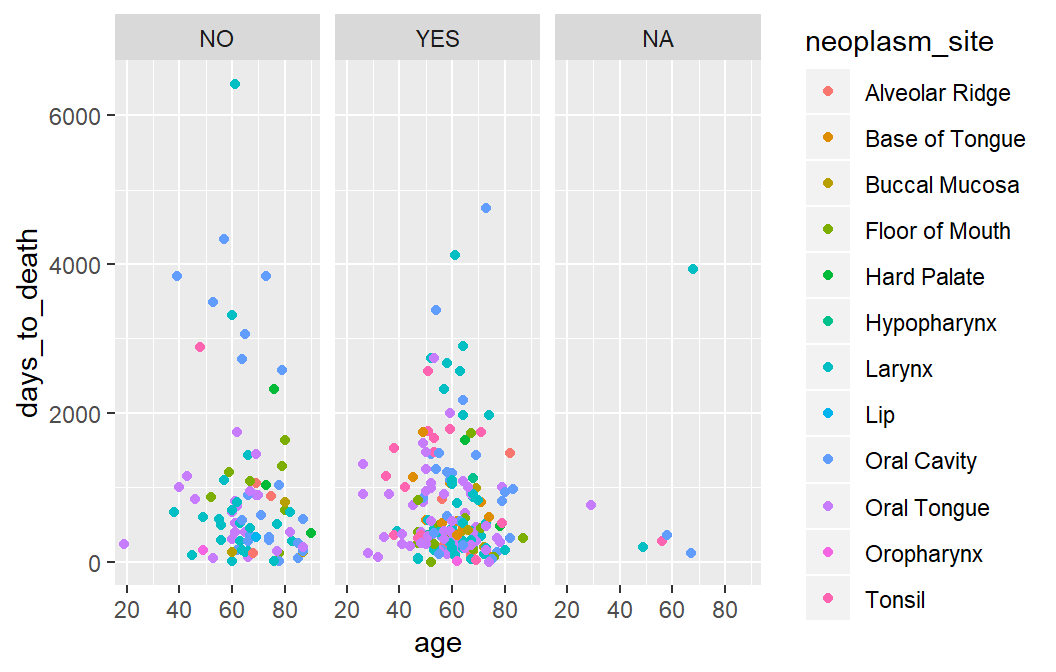 NO YES NA
neoplasm_site
Alveolar Ridge
Base of Tongue
Buccal Mucosa
Floor of Mouth
Hard Palate
Hypopharynx
Larynx
Lip
Oral Cavity
Oral Tongue
Oropharynx
Tonsil
days_to_death
6000
4000
2000
0
20 40 60 80 20 40 60 80 20 40 60 80
age